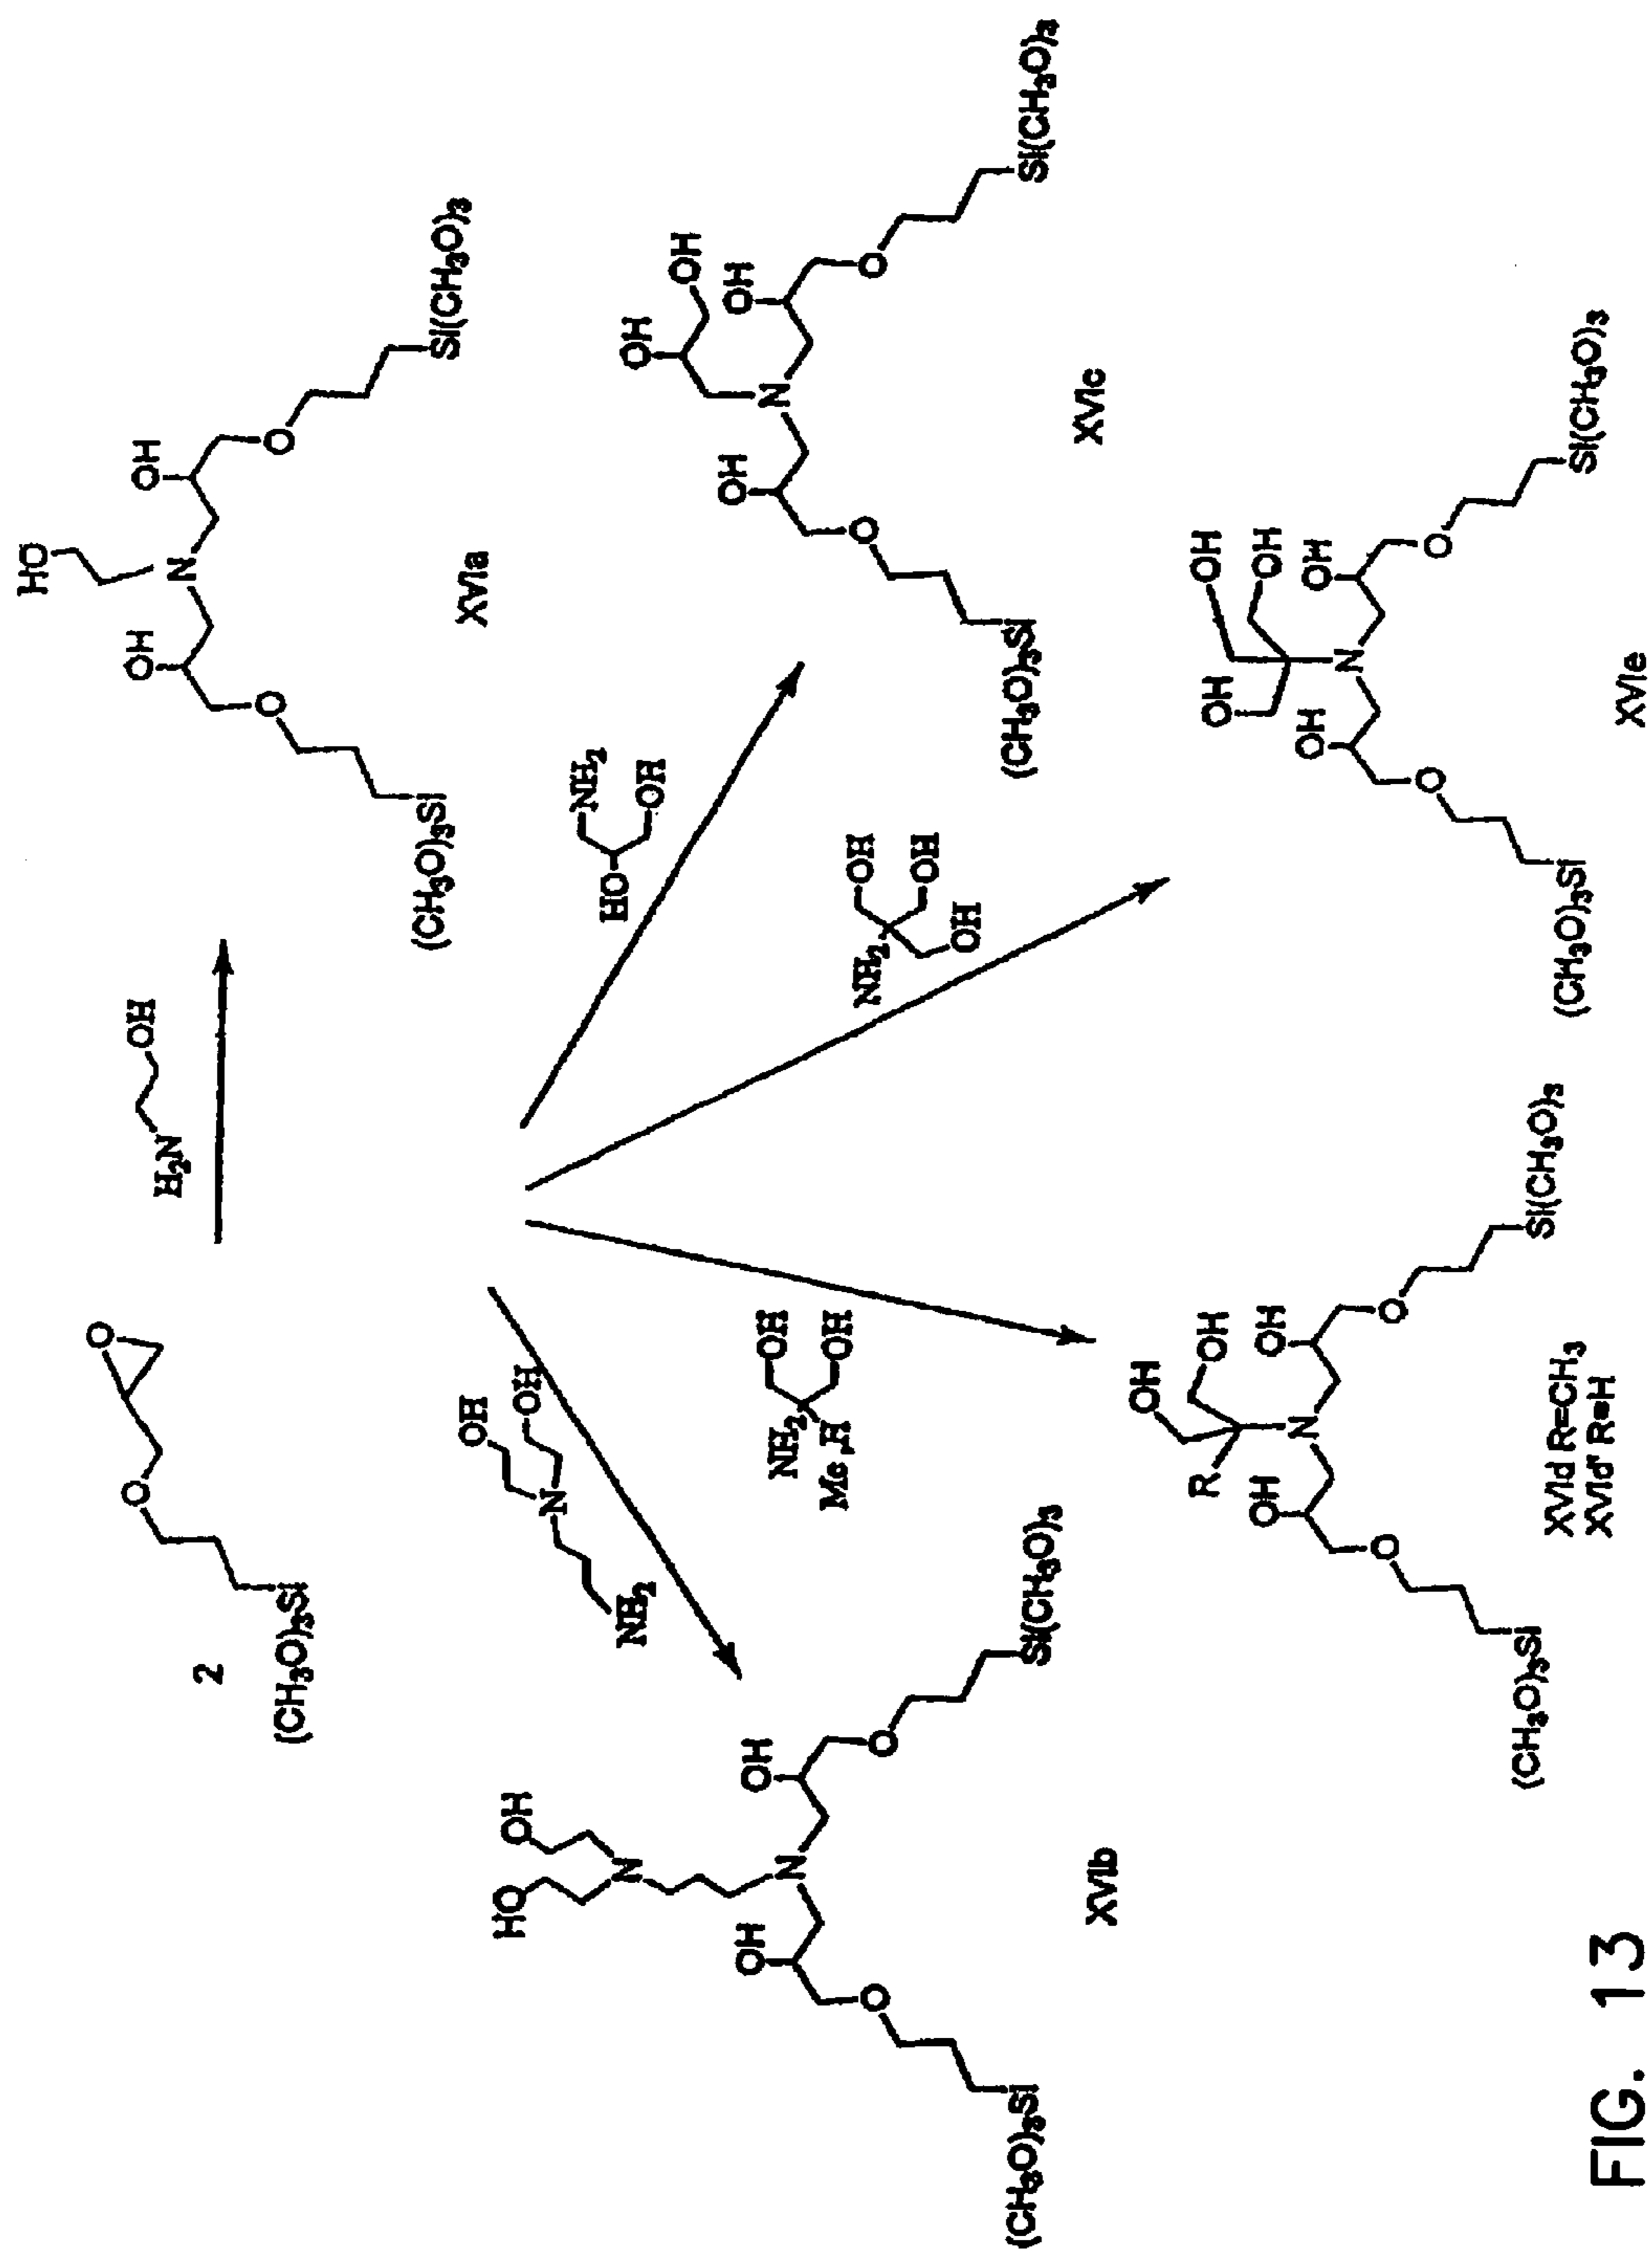 2
(CH₃O)₃Si
O
O
H₂N
OH
HO
N
OH
OH
O
O
(CH₃O)₃Si
Si(CH₃O)₃
XVIa
NH₂
HO
OH
OH
OH
OH
OH
N
O
O
(CH₃O)₃Si
Si(CH₃O)₃
XVIc
OH
OH
N
NH₂
HO
OH
N
N
OH
OH
O
O
(CH₃O)₃Si
Si(CH₃O)₃
XVIb
NH₂
Me,H
OH
OH
OH
OH
R
N
OH
OH
O
O
(CH₃O)₃Si
Si(CH₃O)₃
XVId R=CH₃
XVId' R=H
NH₂
OH
OH
OH
OH
OH
OH
OH
OH
N
O
O
(CH₃O)₃Si
Si(CH₃O)₃
XVIe
FIG. 13